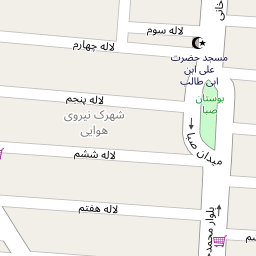 لاله سوم
لاله چهارم
مسجد حضرت
علی ابن
ابی طالب
لاله پنجم
بوستان
صبا
شهرک نیروی
هوایی
میدان صبا
لاله ششم
لاله هفتم
بلوار